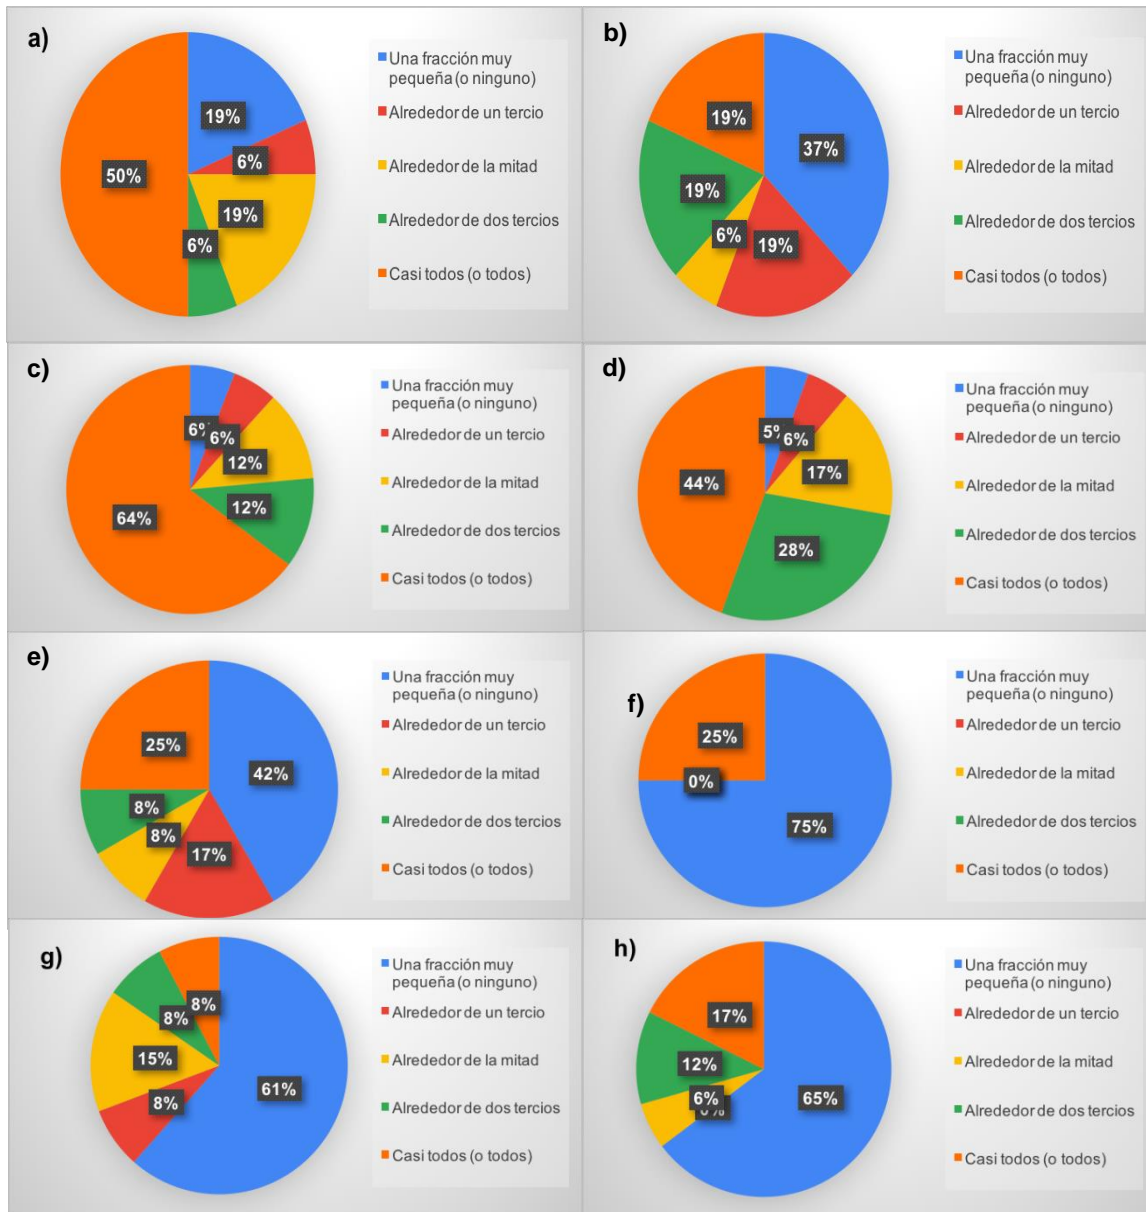 a)
19%
6%
19%
6%
50%
Una fracción muy
pequeña (o ninguno)
Alrededor de un tercio
Alrededor de la mitad
Alrededor de dos tercios
Casi todos (o todos)
b)
19%
37%
19%
6%
19%
Una fracción muy
pequeña (o ninguno)
Alrededor de un tercio
Alrededor de la mitad
Alrededor de dos tercios
Casi todos (o todos)
c)
6%
6%
12%
12%
64%
Una fracción muy
pequeña (o ninguno)
Alrededor de un tercio
Alrededor de la mitad
Alrededor de dos tercios
Casi todos (o todos)
d)
5%
6%
17%
44%
28%
Una fracción muy
pequeña (o ninguno)
Alrededor de un tercio
Alrededor de la mitad
Alrededor de dos tercios
Casi todos (o todos)
e)
25%
42%
8%
8%
17%
Una fracción muy
pequeña (o ninguno)
Alrededor de un tercio
Alrededor de la mitad
Alrededor de dos tercios
Casi todos (o todos)
f)
25%
0%
75%
Una fracción muy
pequeña (o ninguno)
Alrededor de un tercio
Alrededor de la mitad
Alrededor de dos tercios
Casi todos (o todos)
g)
8%
8%
15%
61%
8%
Una fracción muy
pequeña (o ninguno)
Alrededor de un tercio
Alrededor de la mitad
Alrededor de dos tercios
Casi todos (o todos)
h)
17%
12%
6%
65%
Una fracción muy
pequeña (o ninguno)
Alrededor de un tercio
Alrededor de la mitad
Alrededor de dos tercios
Casi todos (o todos)